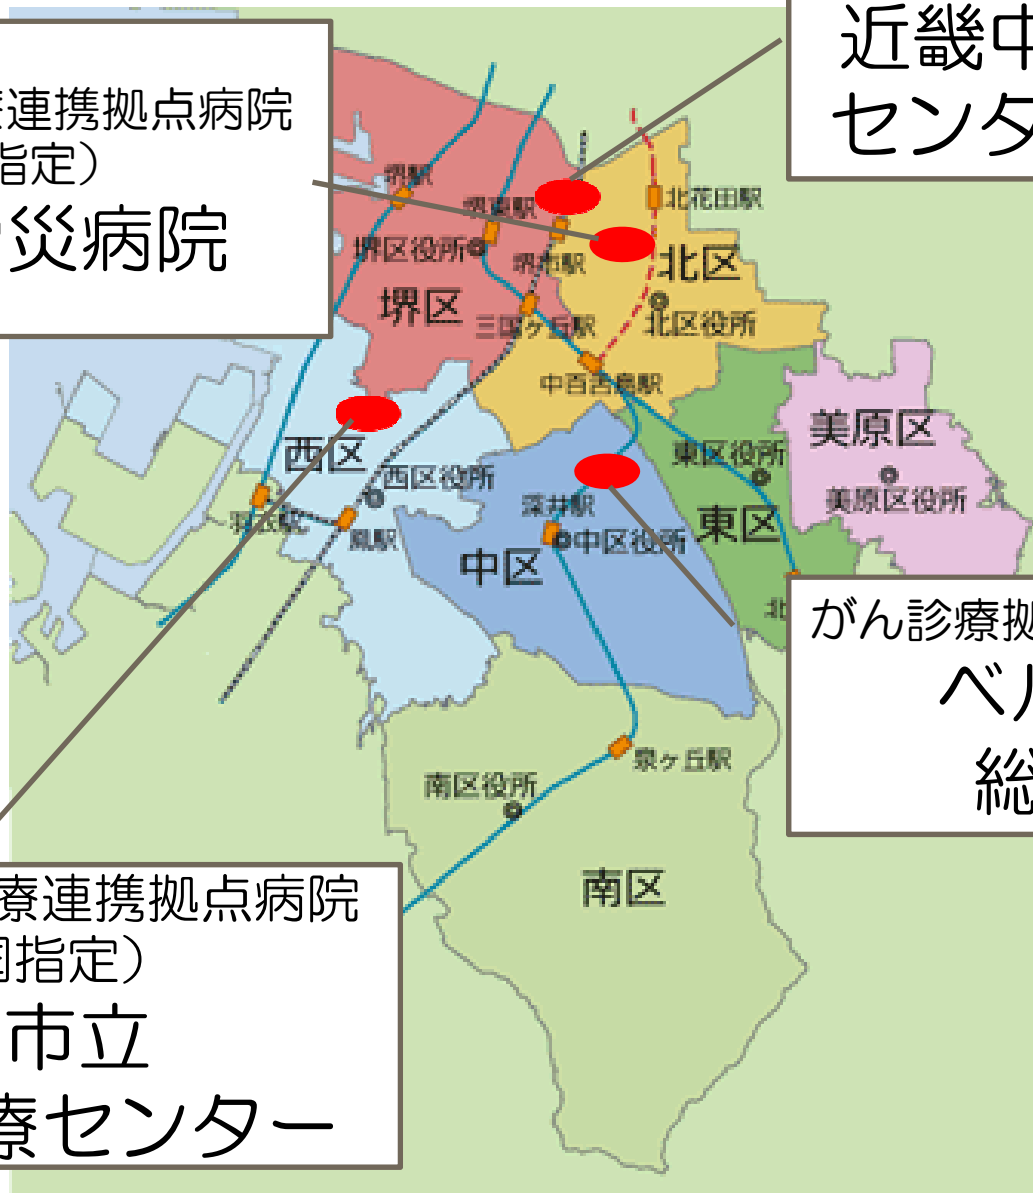 療連携拠点病院
指定）
災病院
近畿中
センタ
堺駅
堺東駅
北花田駅
堺区役所
堺市駅
北区
堺区
三国ヶ丘駅
北区役所
中百舌鳥駅
美原区
西区
東区役所
西区役所
美原区役所
深井駅
羽衣駅
鳳駅
東区
中区役所
中区
北
がん診療拠
ベル
総
泉ヶ丘駅
南区役所
南区
療連携拠点病院
国指定）
市立
療センター